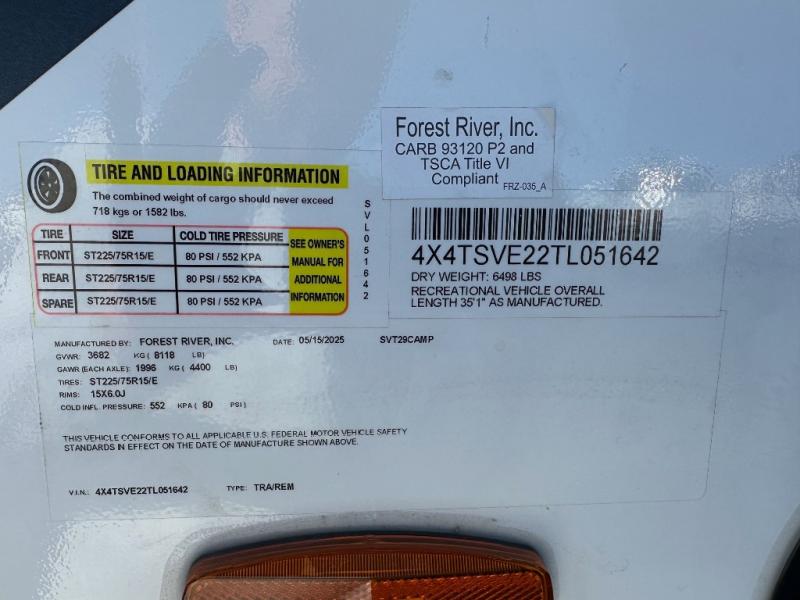 Forest River, Inc.
CARB 93120 P2 and
TSCA Title VI
Compliant
FRZ-035_A
TIRE AND LOADING INFORMATION
The combined weight of cargo should never exceed
718 kgs or 1582 lbs.
TIRE SIZE COLD TIRE PRESSURE
FRONT ST225/75R15/E 80 PSI / 552 KPA
REAR ST225/75R15/E 80 PSI / 552 KPA
SPARE ST225/75R15/E 80 PSI / 552 KPA
SEE OWNER'S
MANUAL FOR
ADDITIONAL
INFORMATION
SVL051642
4X4TSVE22TL051642
DRY WEIGHT: 6498 LBS
RECREATIONAL VEHICLE OVERALL
LENGTH 35'1" AS MANUFACTURED.
MANUFACTURED BY: FOREST RIVER, INC. DATE: 05/15/2025 SVT29CAMP
GVWR: 3682 KG ( 8118 LB)
GAWR (EACH AXLE): 1996 KG ( 4400 LB)
TIRES: ST225/75R15/E
RIMS: 15X6.0J
COLD INFL. PRESSURE: 552 KPA ( 80 PSI)
THIS VEHICLE CONFORMS TO ALL APPLICABLE U.S. FEDERAL MOTOR VEHICLE SAFETY
STANDARDS IN EFFECT ON THE DATE OF MANUFACTURE SHOWN ABOVE.
V.I.N.: 4X4TSVE22TL051642 TYPE: TRA/REM